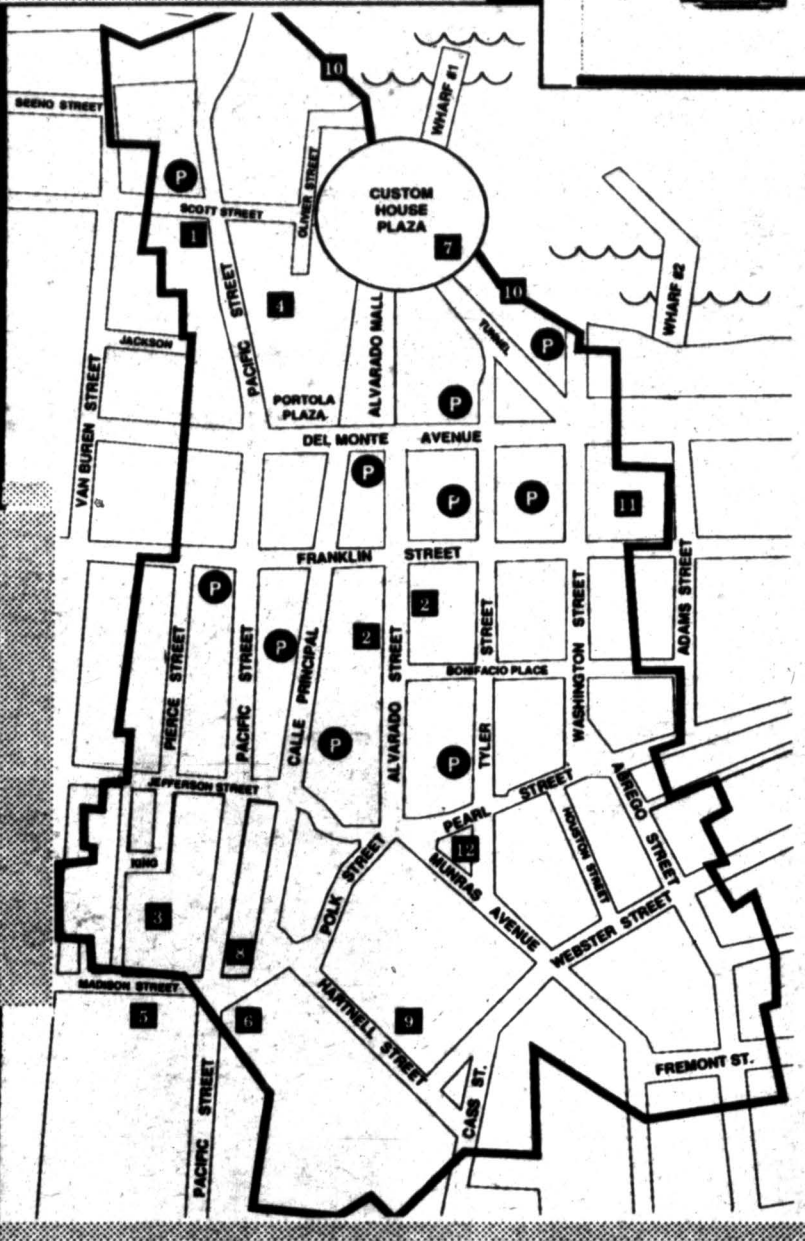 10
WHARF #1
SEENO STREET
P
OLIVIER STREET
CUSTOM
HOUSE
PLAZA
SCOTT STREET
1
7
WHARF #2
10
4
PACIFIC STREET
ALVARADO MALL
TUNNEL
P
JACKSON
VAN BUREN STREET
PORTOLA
PLAZA
P
DEL MONTE AVENUE
P
P
P
11
FRANKLIN STREET
P
2
2
P
PIERCE STREET
PACIFIC STREET
CALLE PRINCIPAL
ALVARADO STREET
TYLER STREET
WASHINGTON STREET
ADAMS STREET
BONIFACIO PLACE
P
P
JEFFERSON STREET
PEARL STREET
ABREGO STREET
HOUSTON STREET
12
KING
POLK STREET
MUNRAS AVENUE
WEBSTER STREET
3
8
MADISON STREET
5
6
HARTNELL STREET
9
FREMONT ST.
CASS ST.
PACIFIC STREET